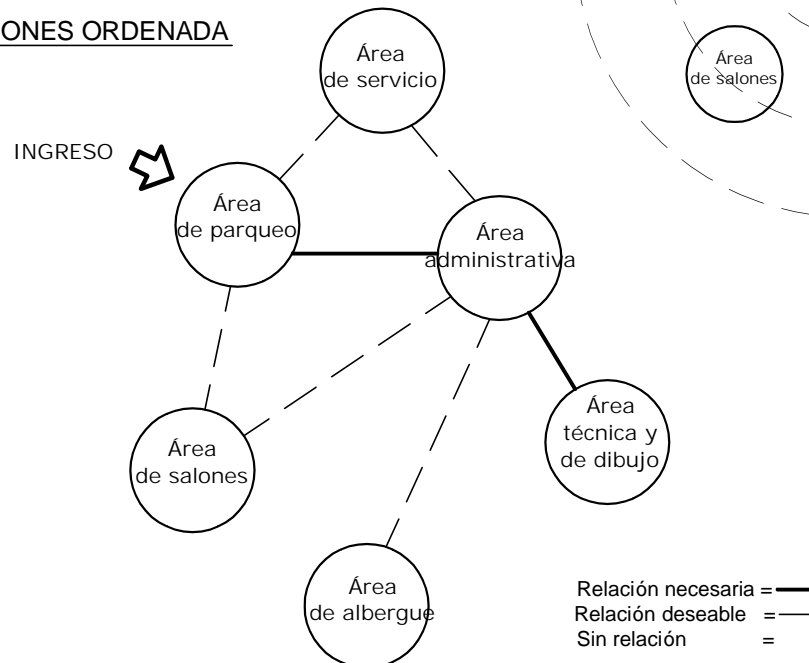 ONES ORDENADA
Área
de servicio
Área
de salones
INGRESO
Área
de parqueo
Área
administrativa
Área
técnica y
de dibujo
Área
de salones
Área
de albergue
Relación necesaria =
Relación deseable =
Sin relación =